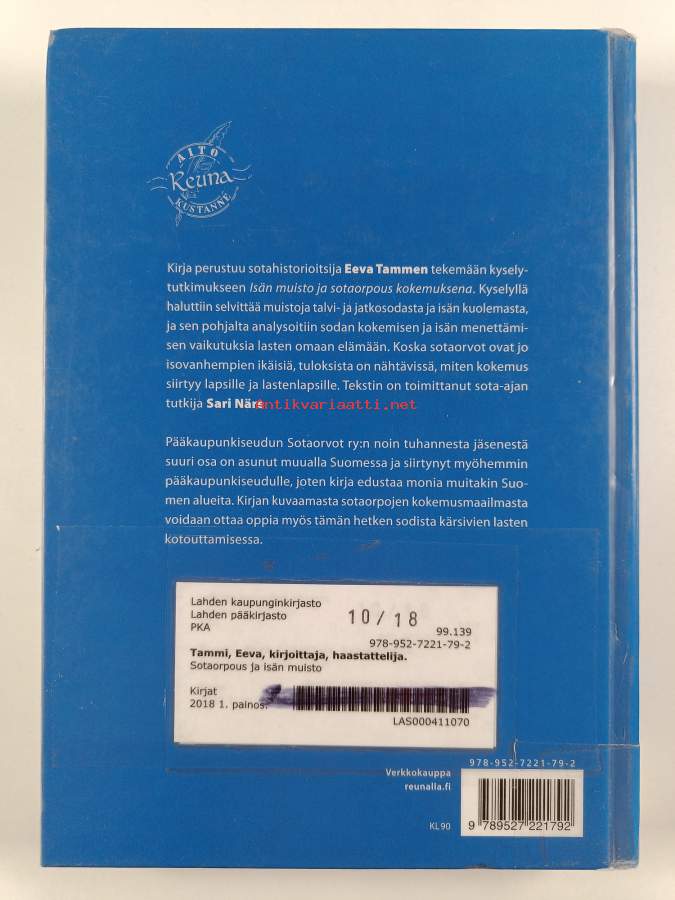 AITO
Reuna
KUSTANNE
Kirja perustuu sotahistorioitsija Eeva Tammen tekemään kysely-
tutkimukseen Isän muisto ja sotaorpous kokemuksena. Kyselyllä
haluttiin selvittää muistoja talvi- ja jatkosodasta ja isän kuolemasta,
ja sen pohjalta analysoitiin sodan kokemisen ja isän menettämi-
sen vaikutuksia lasten omaan elämään. Koska sotaorvot ovat jo
isovanhempien ikäisiä, tuloksista on nähtävissä, miten kokemus
siirtyy lapsille ja lastenlapsille. Tekstin on toimittanut sota-ajan
tutkija Sari Näre
Antikvariaatti.net
Pääkaupunkiseudun Sotaorvot ry:n noin tuhannesta jäsenestä
suuri osa on asunut muualla Suomessa ja siirtynyt myöhemmin
pääkaupunkiseudulle, joten kirja edustaa monia muitakin Suo-
men alueita. Kirjan kuvaamasta sotaorpojen kokemusmaailmasta
voidaan ottaa oppia myös tämän hetken sodista kärsivien lasten
kotouttamisessa.
Lahden kaupunginkirjasto
Lahden pääkirjasto
PKA
10/18
99.139
978-952-7221-79-2
Tammi, Eeva, kirjoittaja, haastattelija.
Sotaorpous ja isän muisto
Kirjat
2018 1. painos.
LAS000411070
978-952-7221-79-2
Verkkokauppa
reunalla.fi
KL 90
9 789527 221792